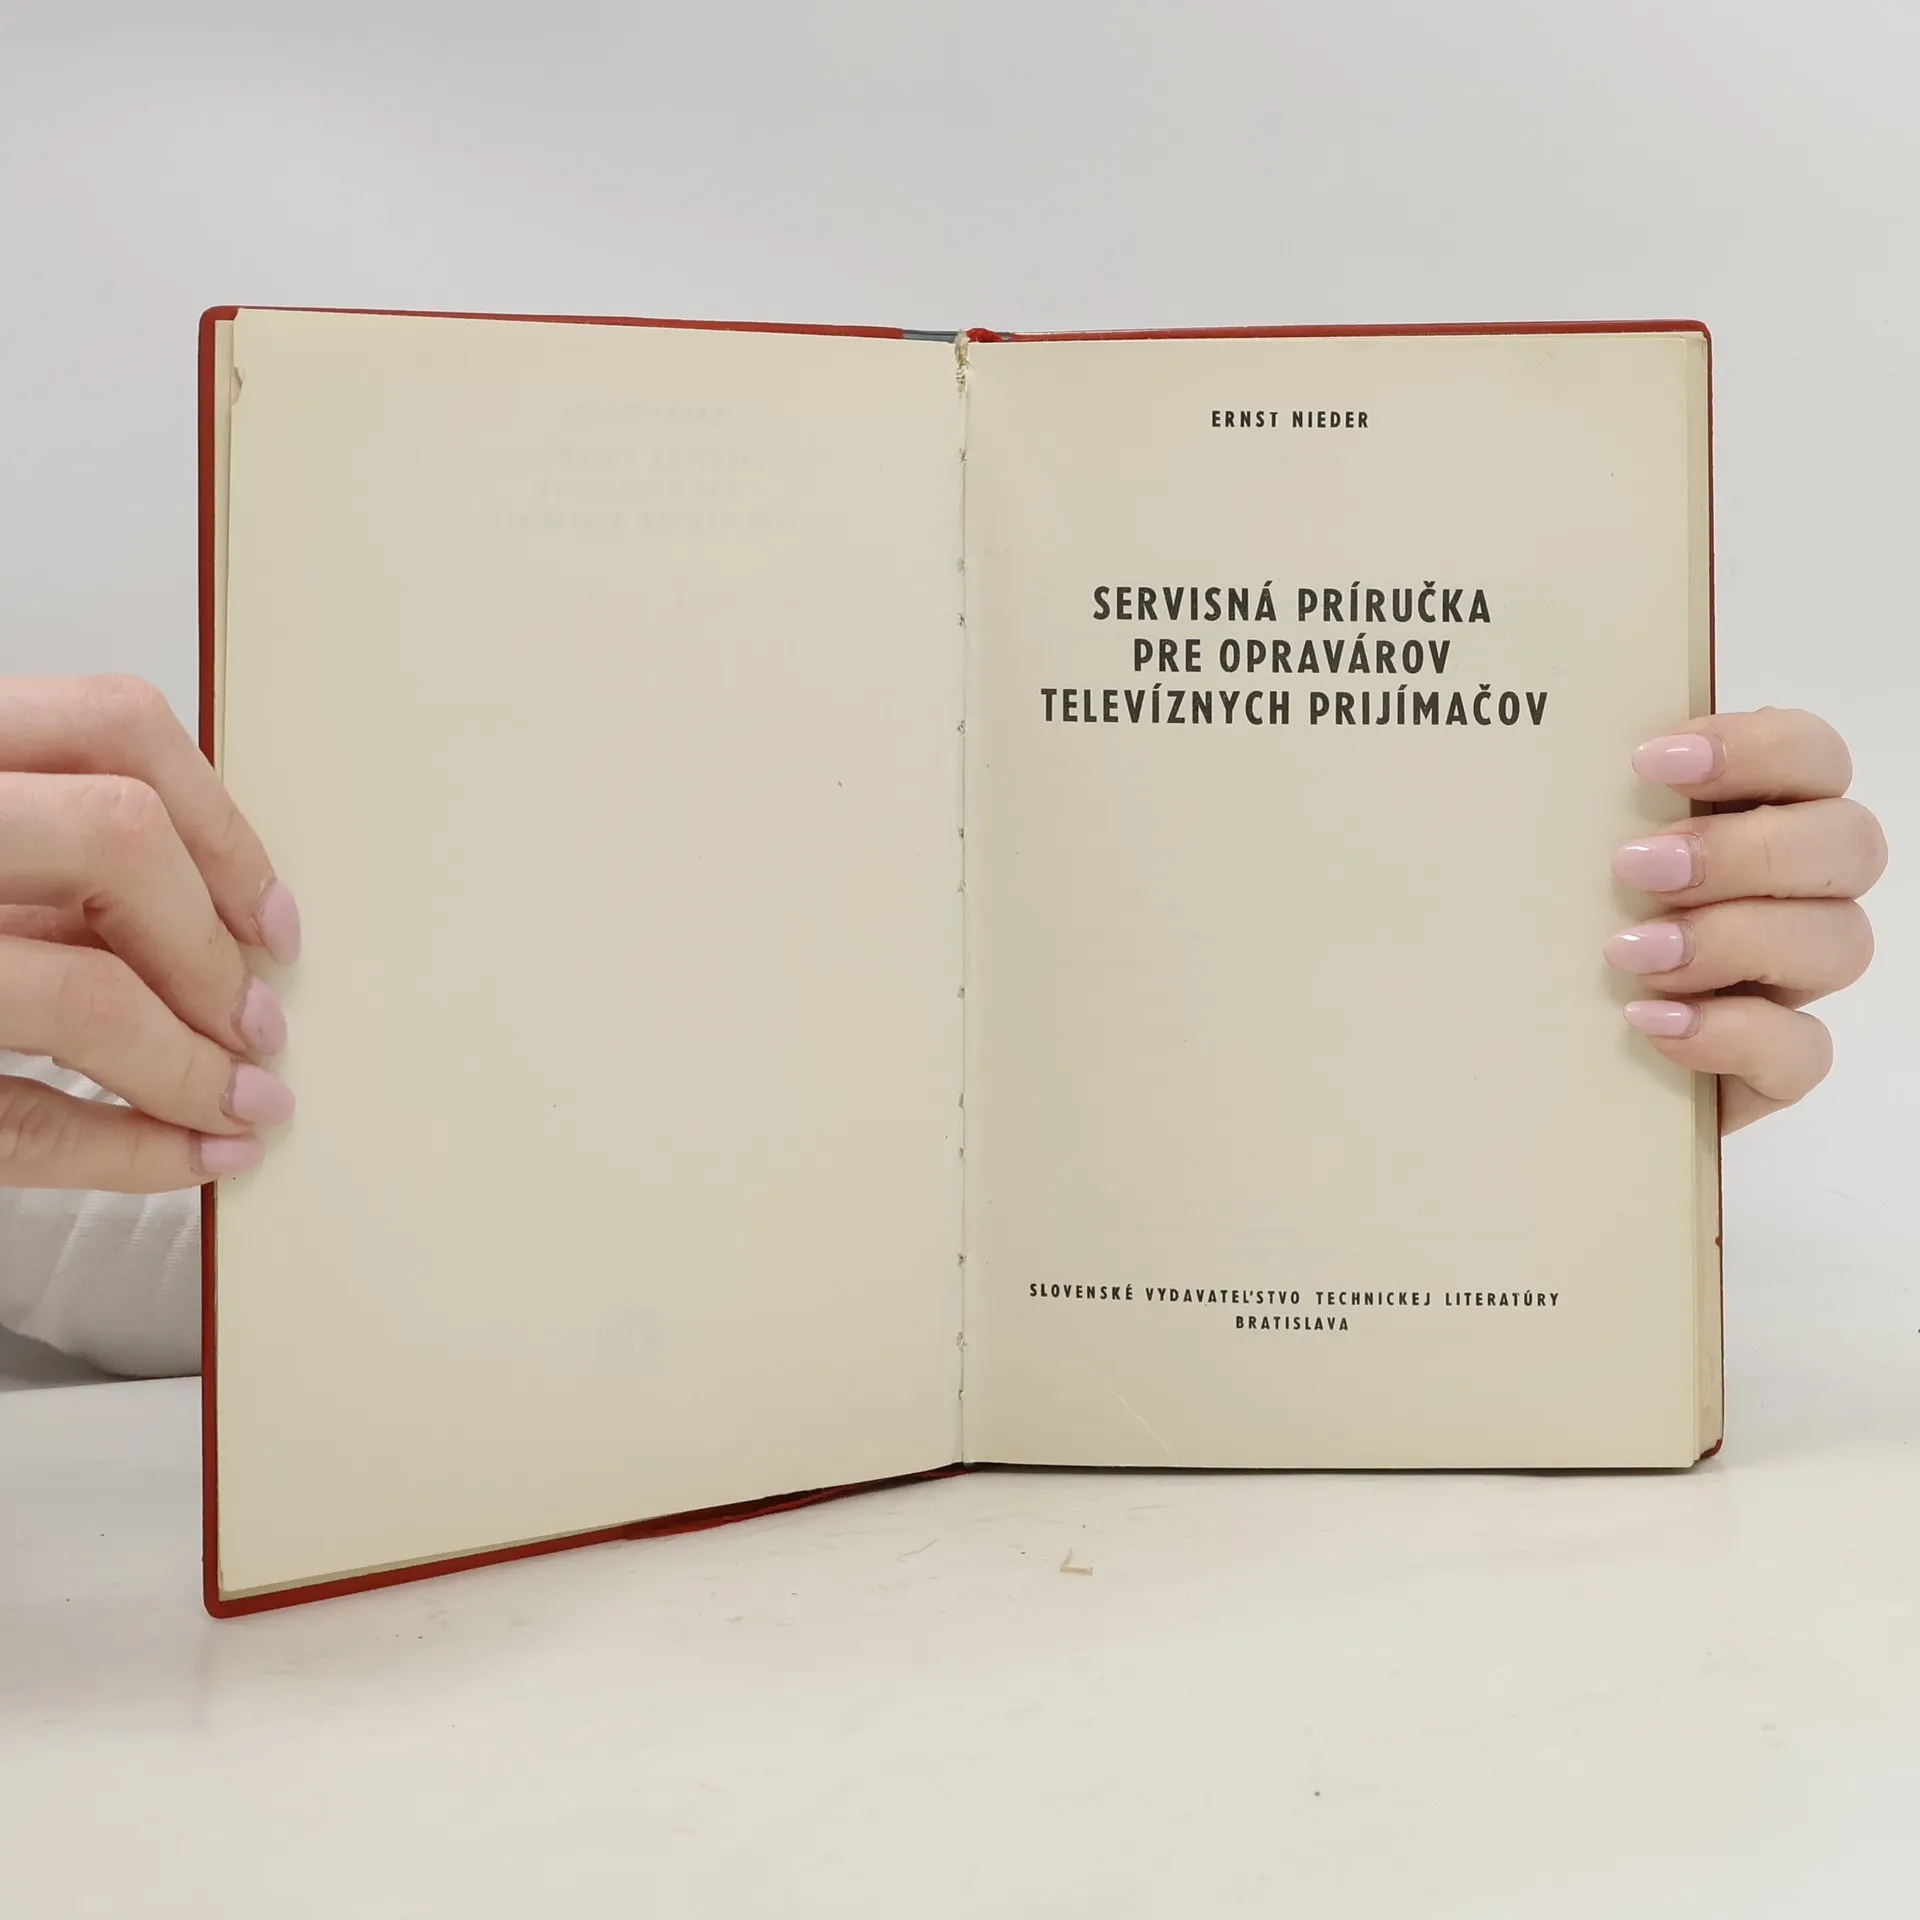 ERNST NIEDER
SERVISNÁ PRÍRUČKA
PRE OPRAVÁROV
TELEVÍZNYCH PRIJÍMAČOV
SLOVENSKÉ VYDAVATEĽSTVO TECHNICKEJ LITERATÚRY
BRATISLAVA